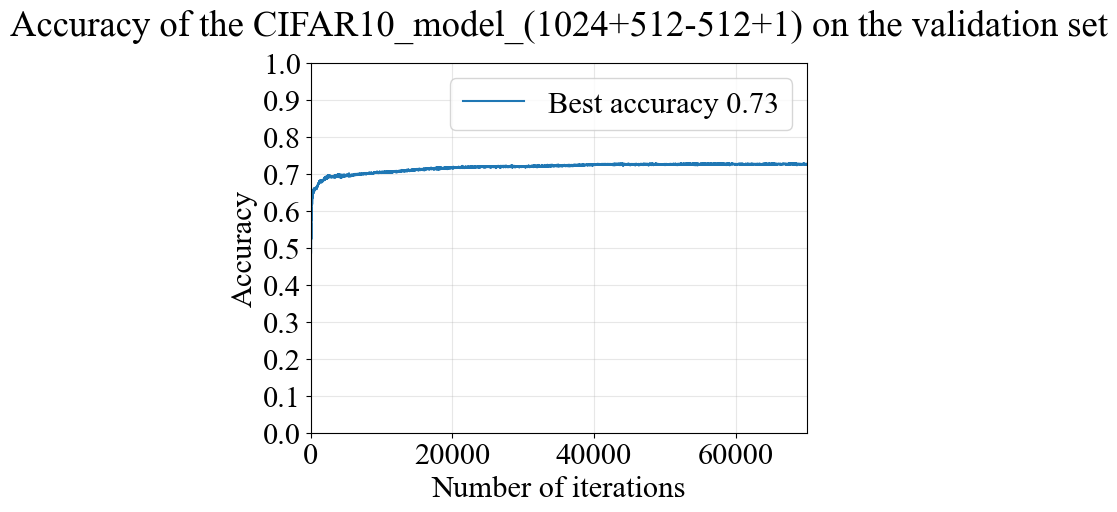 Accuracy of the CIFAR10_model_(1024+512-512+1) on the validation set
Best accuracy 0.73
Accuracy
1.0
0.9
0.8
0.7
0.6
0.5
0.4
0.3
0.2
0.1
0.0
0 20000 40000 60000
Number of iterations